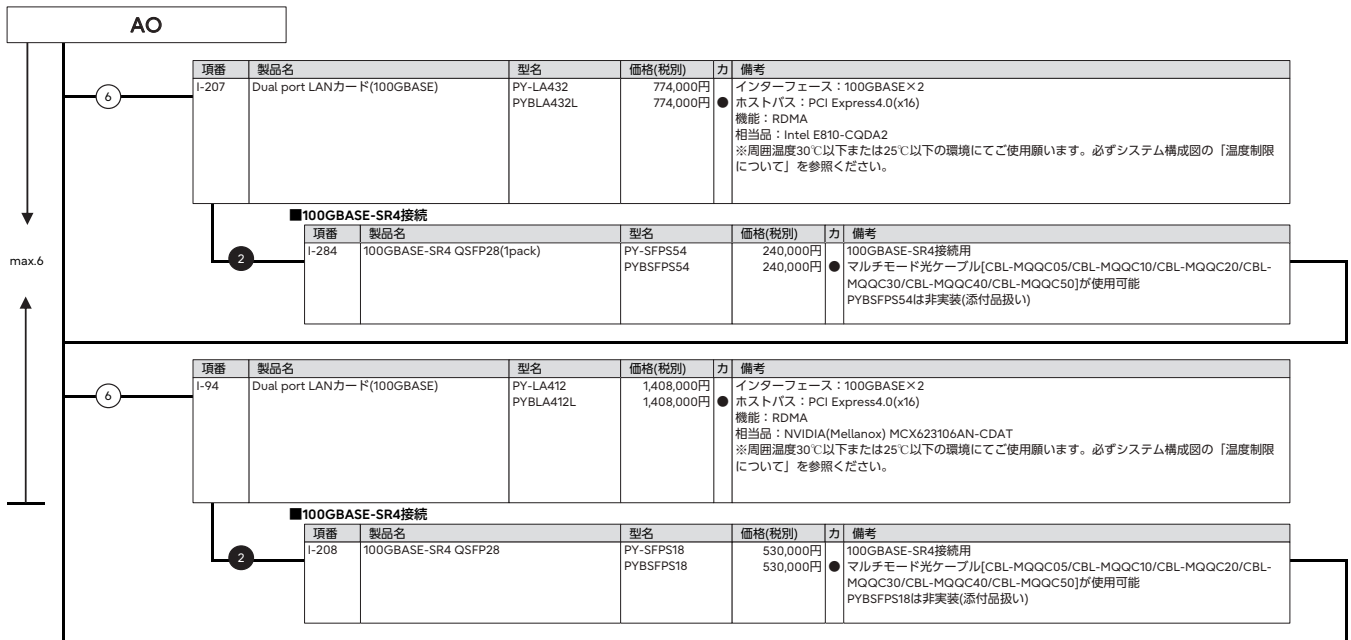 AO
項番 製品名 型名 価格(税別) カ 備考
6
I-207 Dual port LANカード(100GBASE) PY-LA432 774,000円 インターフェース：100GBASE×2
PYBLA432L 774,000円 ● ホストバス：PCI Express4.0(x16)
機能：RDMA
相当品：Intel E810-CQDA2
※周囲温度30℃以下または25℃以下の環境にてご使用願います。必ずシステム構成図の「温度制限
について」を参照ください。
■100GBASE-SR4接続
項番 製品名 型名 価格(税別) カ 備考
2
I-284 100GBASE-SR4 QSFP28(1pack) PY-SFPS54 240,000円 100GBASE-SR4接続用
PYBSFPS54 240,000円 ● マルチモード光ケーブル[CBL-MQQC05/CBL-MQQC10/CBL-MQQC20/CBL-
MQQC30/CBL-MQQC40/CBL-MQQC50]が使用可能
PYBSFPS54は非実装(添付品扱い)
max.6
項番 製品名 型名 価格(税別) カ 備考
6
I-94 Dual port LANカード(100GBASE) PY-LA412 1,408,000円 インターフェース：100GBASE×2
PYBLA412L 1,408,000円 ● ホストバス：PCI Express4.0(x16)
機能：RDMA
相当品：NVIDIA(Mellanox) MCX623106AN-CDAT
※周囲温度30℃以下または25℃以下の環境にてご使用願います。必ずシステム構成図の「温度制限
について」を参照ください。
■100GBASE-SR4接続
項番 製品名 型名 価格(税別) カ 備考
2
I-208 100GBASE-SR4 QSFP28 PY-SFPS18 530,000円 100GBASE-SR4接続用
PYBSFPS18 530,000円 ● マルチモード光ケーブル[CBL-MQQC05/CBL-MQQC10/CBL-MQQC20/CBL-
MQQC30/CBL-MQQC40/CBL-MQQC50]が使用可能
PYBSFPS18は非実装(添付品扱い)